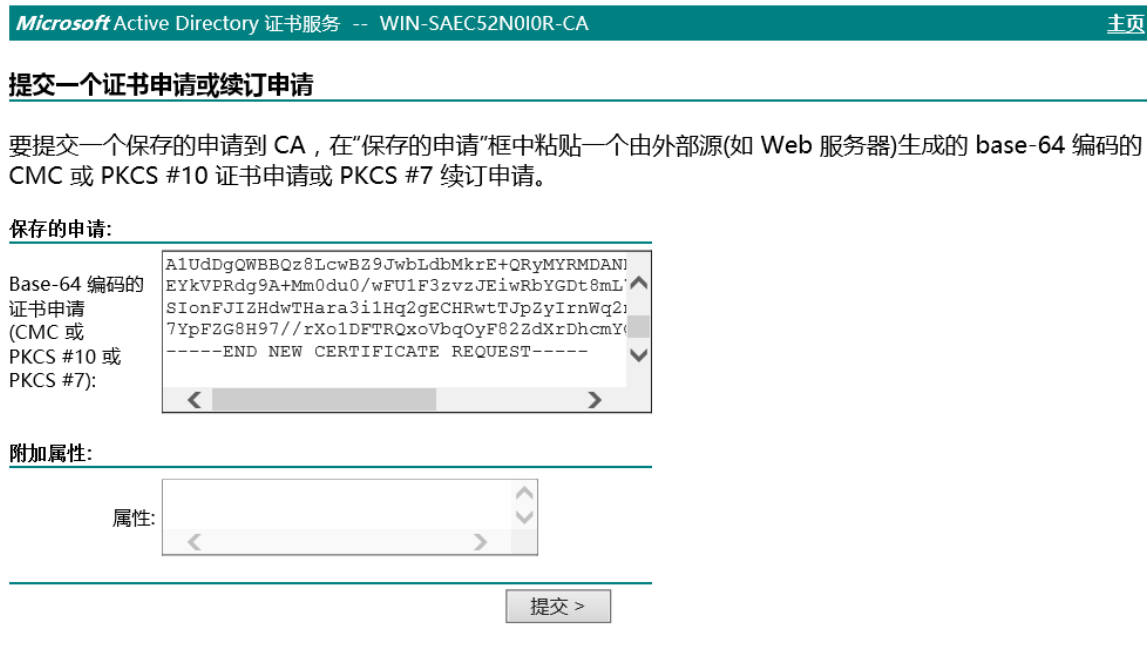 Microsoft Active Directory 证书服务 -- WIN-SAEC52N0I0R-CA
主页
提交一个证书申请或续订申请
要提交一个保存的申请到 CA，在“保存的申请”框中粘贴一个由外部源(如 Web 服务器)生成的 base-64 编码的
CMC 或 PKCS #10 证书申请或 PKCS #7 续订申请。
保存的申请:
Base-64 编码的
证书申请
(CMC 或
PKCS #10 或
PKCS #7):
A1UdDgQWBBQz8LcwBZ9JwbLdbMkrE+QRyMYRMDAN
EYkVPRdg9A+Mm0du0/wFU1F3zvzJEiwRbYGDt8mL
SIonFJIZHdwTHara3i1Hq2gECHRwtTJpZyIrnWq2
7YpFZG8H97//rXo1DFTRQxoVbqOyF82ZdXrDhcmY
-----END NEW CERTIFICATE REQUEST-----
附加属性:
属性:
提交 >